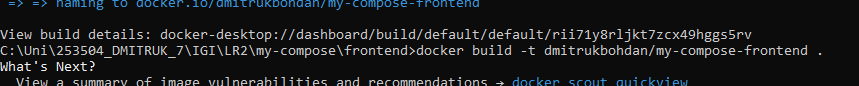 => => naming to docker.io/dmitrukbohdan/my-compose-frontend
View build details: docker-desktop://dashboard/build/default/default/rii71y8rljkt7zcx49hggs5rv
C:\Uni\253504_DMITRUK_7\IGI\LR2\my-compose\frontend>docker build -t dmitrukbohdan/my-compose-frontend .
What's Next?
View a summary of image vulnerabilities and recommendations → docker scout quickview